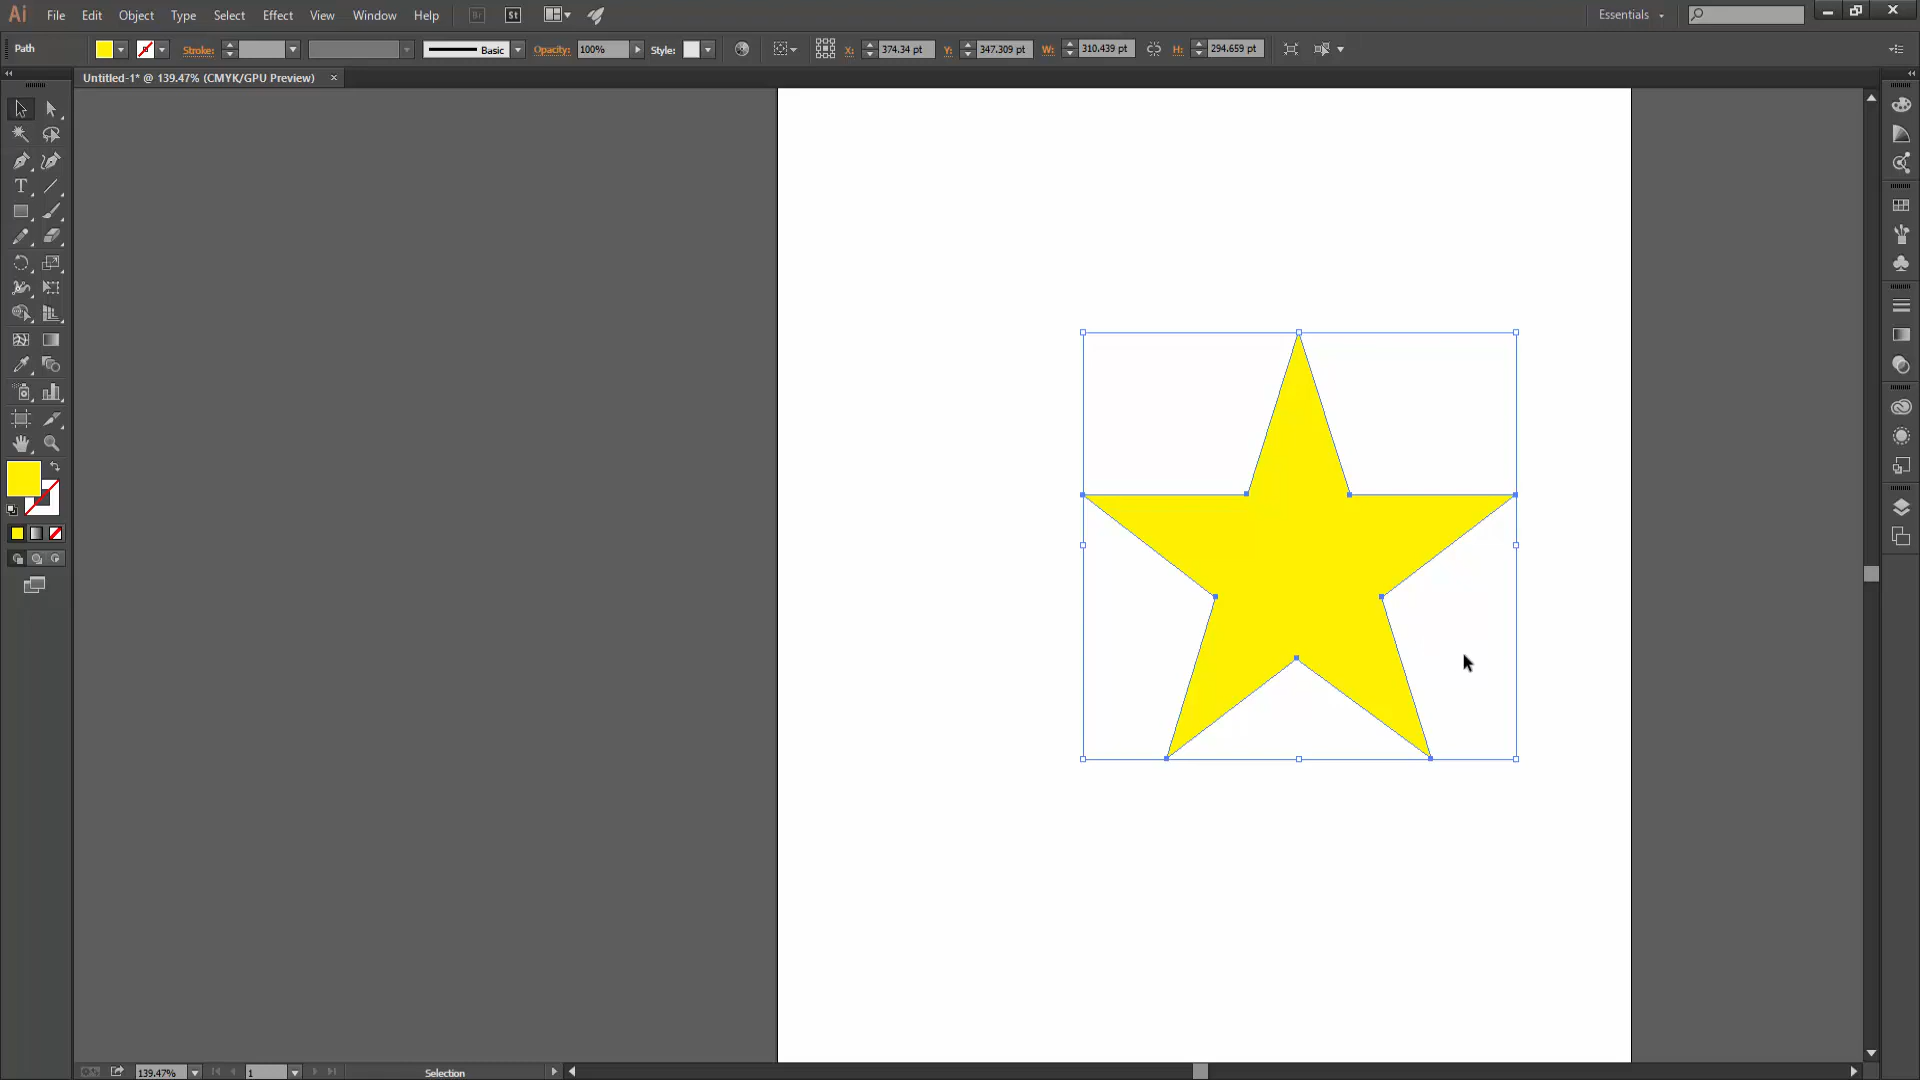 Ai File Edit Object Type Select Effect View Window Help Br St Essentials
Path Stroke: Basic Opacity: 100% Style: X: 374.34 pt Y: 347.309 pt W: 310.439 pt H: 294.659 pt
Untitled-1* @ 139.47% (CMYK/GPU Preview) ×
T
139.47% 1 Selection